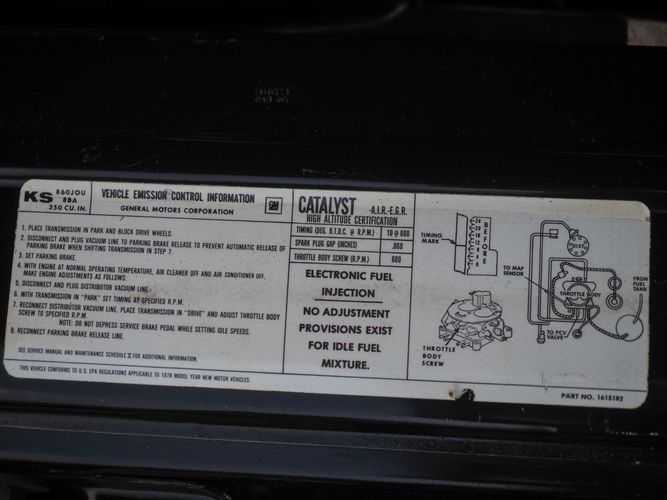 KS
860JOU
8BA
350 CU. IN.
VEHICLE EMISSION CONTROL INFORMATION
GENERAL MOTORS CORPORATION
GM
1. PLACE TRANSMISSION IN PARK AND BLOCK DRIVE WHEELS.
2. DISCONNECT AND PLUG VACUUM LINE TO PARKING BRAKE RELEASE TO PREVENT AUTOMATIC RELEASE OF
PARKING BRAKE WHEN SHIFTING TRANSMISSION IN STEP 7.
3. SET PARKING BRAKE.
4. WITH ENGINE AT NORMAL OPERATING TEMPERATURE, AIR CLEANER OFF AND AIR CONDITIONER OFF,
MAKE ENGINE ADJUSTMENTS AS FOLLOWS:
5. DISCONNECT AND PLUG DISTRIBUTOR VACUUM LINE.
6. WITH TRANSMISSION IN "PARK" SET TIMING AT SPECIFIED R.P.M.
7. RECONNECT DISTRIBUTOR VACUUM LINE. PLACE TRANSMISSION IN "DRIVE" AND ADJUST THROTTLE BODY
SCREW TO SPECIFIED R.P.M.
NOTE: DO NOT DEPRESS SERVICE BRAKE PEDAL WHILE SETTING IDLE SPEEDS.
8. RECONNECT PARKING BRAKE RELEASE LINE.
SEE SERVICE MANUAL AND MAINTENANCE SCHEDULE FOR ADDITIONAL INFORMATION
THIS VEHICLE CONFORMS TO U.S. EPA REGULATIONS APPLICABLE TO 1978 MODEL YEAR NEW MOTOR VEHICLES.
CATALYST -A.I.R.-E.G.R.
HIGH ALTITUDE CERTIFICATION
TIMING (DEG. B.T.D.C. @ R.P.M.) 10 @ 600
SPARK PLUG GAP (INCHES) .060
THROTTLE BODY SCREW (R.P.M.) 600
ELECTRONIC FUEL
INJECTION
NO ADJUSTMENT
PROVISIONS EXIST
FOR IDLE FUEL
MIXTURE.
TIMING
MARK
BEFORE
THROTTLE
BODY
SCREW
TO MAP
SENSOR
THROTTLE BODY
TO PCV
VALVE
FROM
FUEL
TANK
PART NO. 1615182